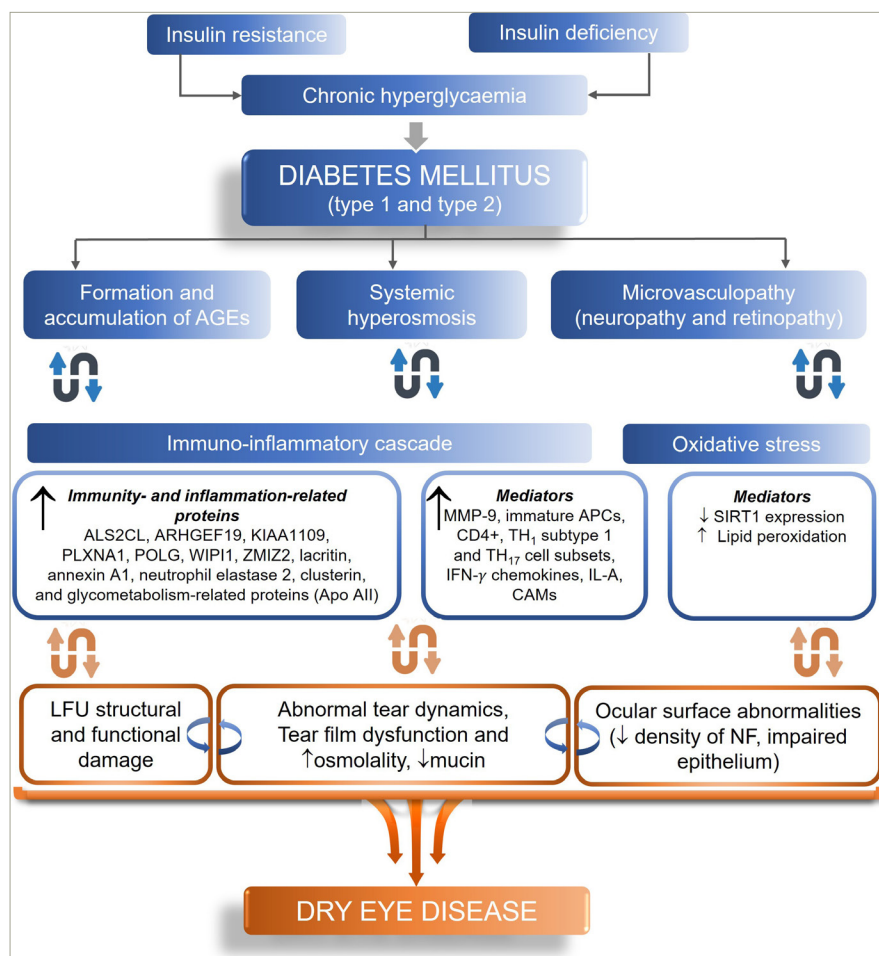 Insulin resistance
Insulin deficiency
Chronic hyperglycaemia
DIABETES MELLITUS
(type 1 and type 2)
Formation and
accumulation of AGEs
Systemic
hyperosmosis
Microvasculopathy
(neuropathy and retinopathy)
Immuno-inflammatory cascade
Oxidative stress
↑
Immunity- and inflammation-related
proteins
ALS2CL, ARHGEF19, KIAA1109,
PLXNA1, POLG, WIPI1, ZMIZ2, lacritin,
annexin A1, neutrophil elastase 2, clusterin,
and glycometabolism-related proteins (Apo AII)
↑
Mediators
MMP-9, immature APCs,
CD4+, TH₁ subtype 1
and TH₁₇ cell subsets,
IFN-γ chemokines, IL-A,
CAMs
Mediators
↓ SIRT1 expression
↑ Lipid peroxidation
LFU structural
and functional
damage
Abnormal tear dynamics,
Tear film dysfunction and
↑osmolality, ↓mucin
Ocular surface abnormalities
(↓ density of NF, impaired
epithelium)
DRY EYE DISEASE